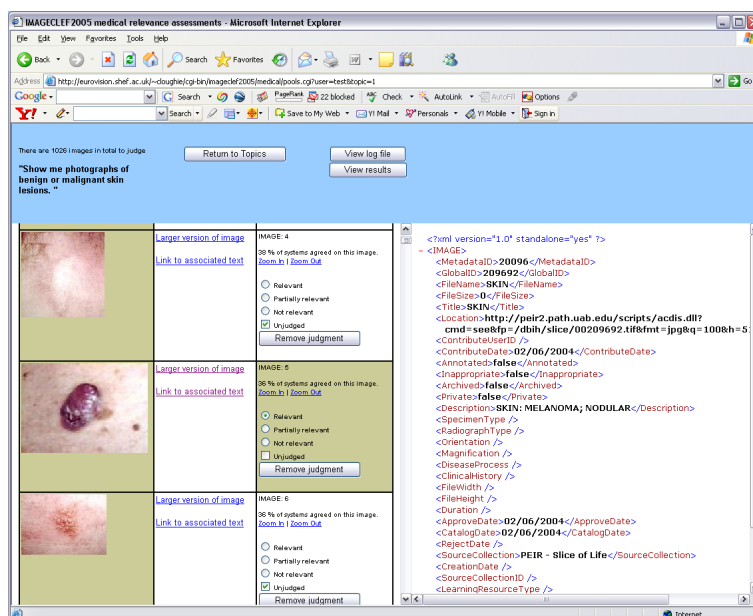 IMAGECLEF2005 medical relevance assessments - Microsoft Internet Explorer
File Edit View Favorites Tools Help
Back Search Favorites
Address http://eurovision.shef.ac.uk/~cloughie/cgi-bin/imageclef2005/medical/pools.cgi?user=test&topic=1 Go
Google Search PageRank 22 blocked Check AutoLink AutoFill Options
Y! Search Save to My Web Y! Mail Personals Y! Mobile Sign in
There are 1026 images in total to judge
Return to Topics
View log file
"Show me photographs of
benign or malignant skin
lesions. "
View results
Larger version of image
Link to associated text
IMAGE: 4
38 % of systems agreed on this image.
Zoom In | Zoom Out
Relevant
Partially relevant
Not relevant
Unjudged
Remove judgment
Larger version of image
Link to associated text
IMAGE: 5
36 % of systems agreed on this image.
Zoom In | Zoom Out
Relevant
Partially relevant
Not relevant
Unjudged
Remove judgment
Larger version of image
Link to associated text
IMAGE: 6
36 % of systems agreed on this image.
Zoom In | Zoom Out
Relevant
Partially relevant
Not relevant
Unjudged
Remove judgment
<?xml version="1.0" standalone="yes" ?>
- <IMAGE>
<MetadataID>20096</MetadataID>
<GlobalID>209692</GlobalID>
<FileName>SKIN</FileName>
<FileSize>0</FileSize>
<Title>SKIN</Title>
<Location>http://peir2.path.uab.edu/scripts/acdis.dll?
cmd=see&fp=/dbih/slice/00209692.tif&fmt=jpg&q=100&h=5
<ContributeUserID />
<ContributeDate>02/06/2004</ContributeDate>
<Annotated>false</Annotated>
<Inappropriate>false</Inappropriate>
<Archived>false</Archived>
<Private>false</Private>
<Description>SKIN: MELANOMA; NODULAR</Description>
<SpecimenType />
<RadiographType />
<Orientation />
<Magnification />
<DiseaseProcess />
<ClinicalHistory />
<FileWidth />
<FileHeight />
<Duration />
<ApproveDate>02/06/2004</ApproveDate>
<CatalogDate>02/06/2004</CatalogDate>
<RejectDate />
<SourceCollection>PEIR - Slice of Life</SourceCollection>
<CreationDate />
<SourceCollectionID />
<LearningResourceType />
Internet